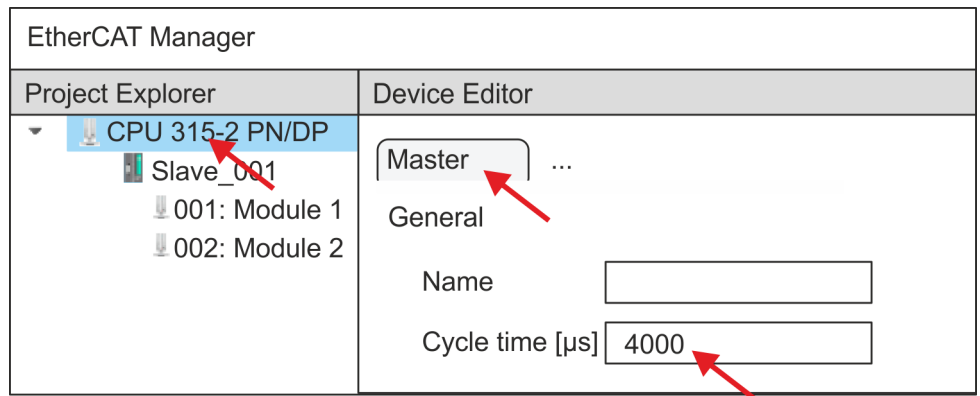 EtherCAT Manager
Project Explorer
Device Editor
CPU 315-2 PN/DP
Slave_001
001: Module 1
002: Module 2
Master ...
General
Name
Cycle time [µs] 4000